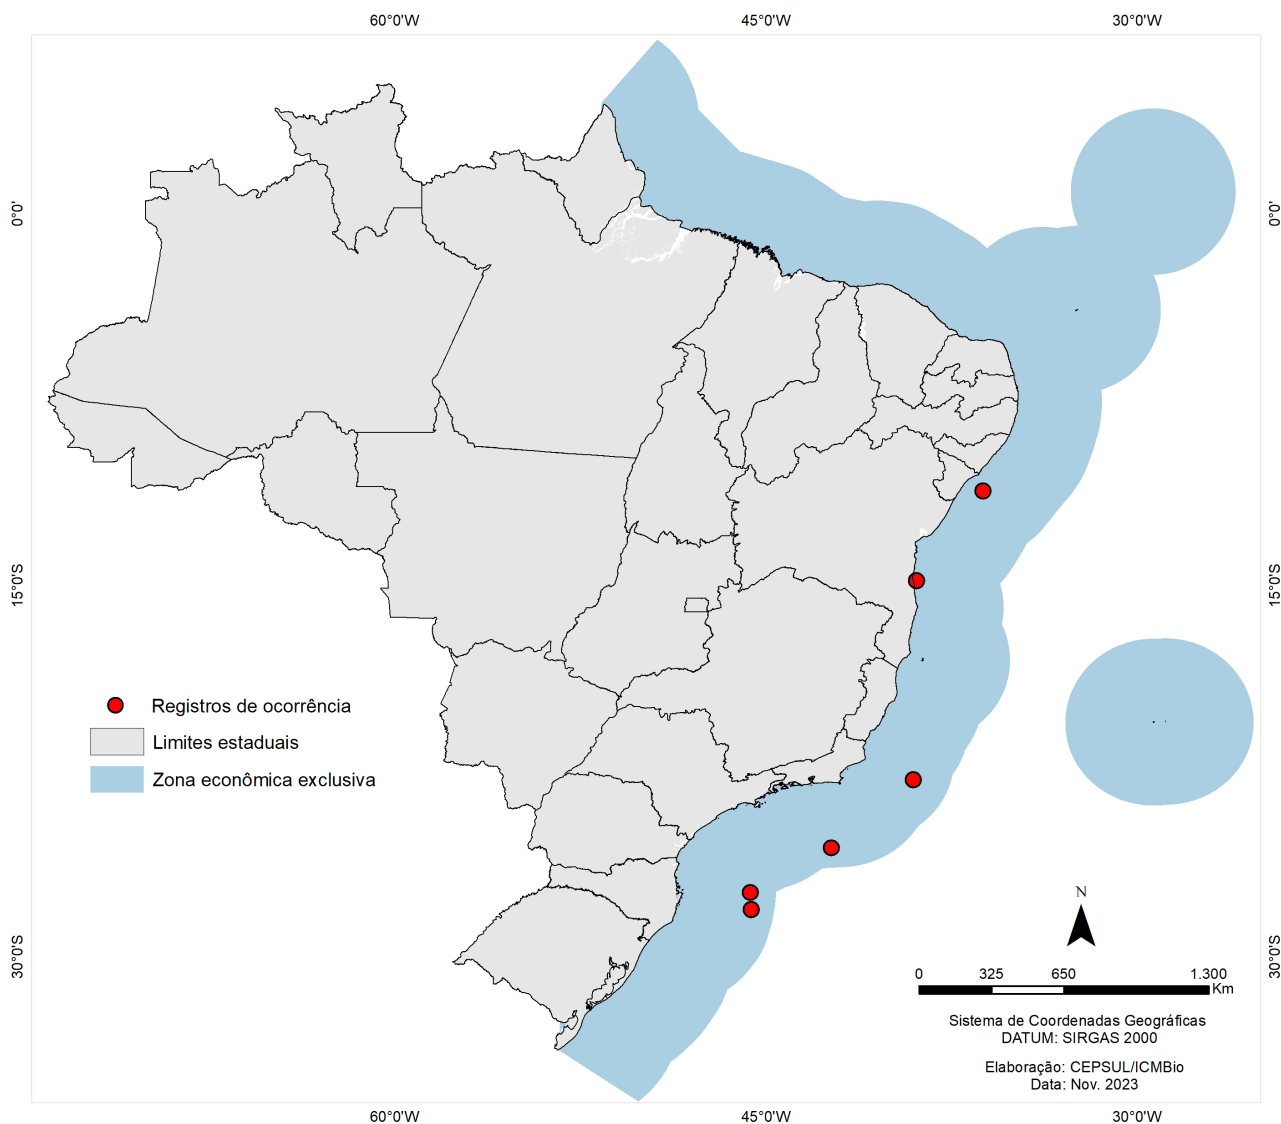 60°0'W 45°0'W 30°0'W
0°0' 0°0'
15°0'S 15°0'S
Registros de ocorrência
Limites estaduais
Zona econômica exclusiva
N
30°0'S 30°0'S
0 325 650 1.300
Km
Sistema de Coordenadas Geográficas
DATUM: SIRGAS 2000
Elaboração: CEPSUL/ICMBio
Data: Nov. 2023
60°0'W 45°0'W 30°0'W